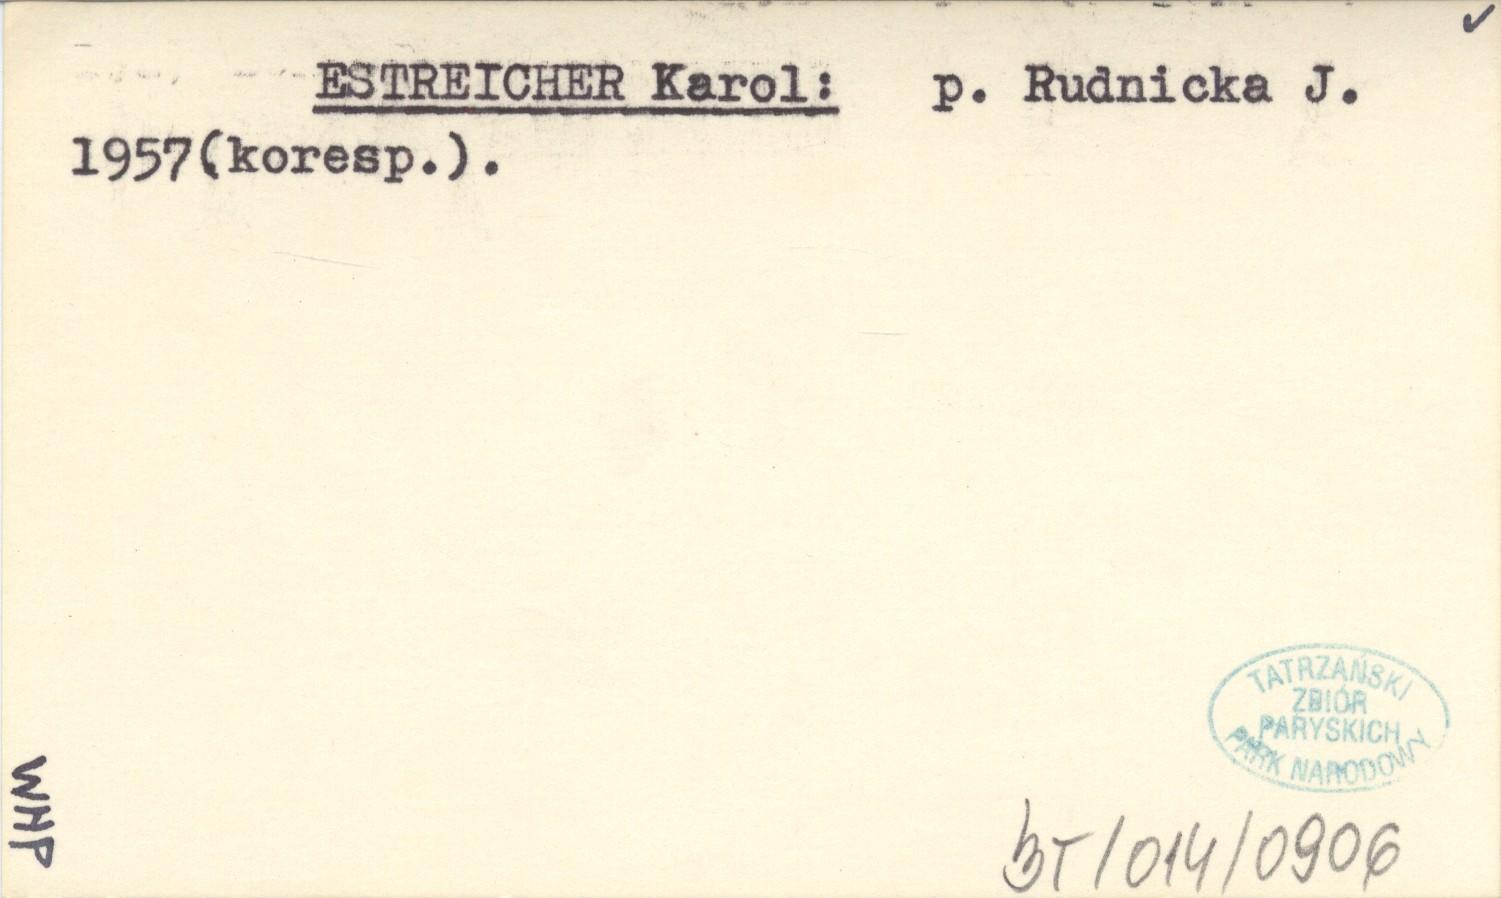 ESTREICHER Karol: p. Rudnicka J.
1957(koresp.).
TATRZAŃSKI
ZBIÓR
PARYSKICH
PARK NARODOWY
WHP
BT/014/0906